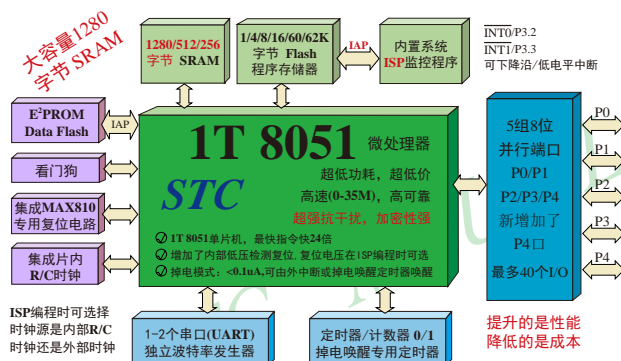 大容量1280
字节 SRAM
1280/512/256
字节 SRAM
1/4/8/16/60/62K
字节 Flash
程序存储器
IAP
内置系统
ISP监控程序
INT0/P3.2
INT1/P3.3
可下降沿/低电平中断
E²PROM
Data Flash
IAP
看门狗
集成MAX810
专用复位电路
集成片内
R/C时钟
1T 8051 微处理器
STC
超低功耗，超低价
高速(0-35M)，高可靠
超强抗干扰，加密性强
1T 8051单片机，最快指令快24倍
增加了内部低压检测复位,复位电压在ISP编程时可选
掉电模式：<0.1uA,可由外中断或掉电唤醒定时器唤醒
5组8位
并行端口
P0/P1
P2/P3/P4
新增加了
P4口
最多40个I/O
P0
P1
P2
P3
P4
ISP编程时可选择
时钟源是内部R/C
时钟还是外部时钟
1-2个串口(UART)
独立波特率发生器
定时器/计数器 0/1
掉电唤醒专用定时器
提升的是性能
降低的是成本